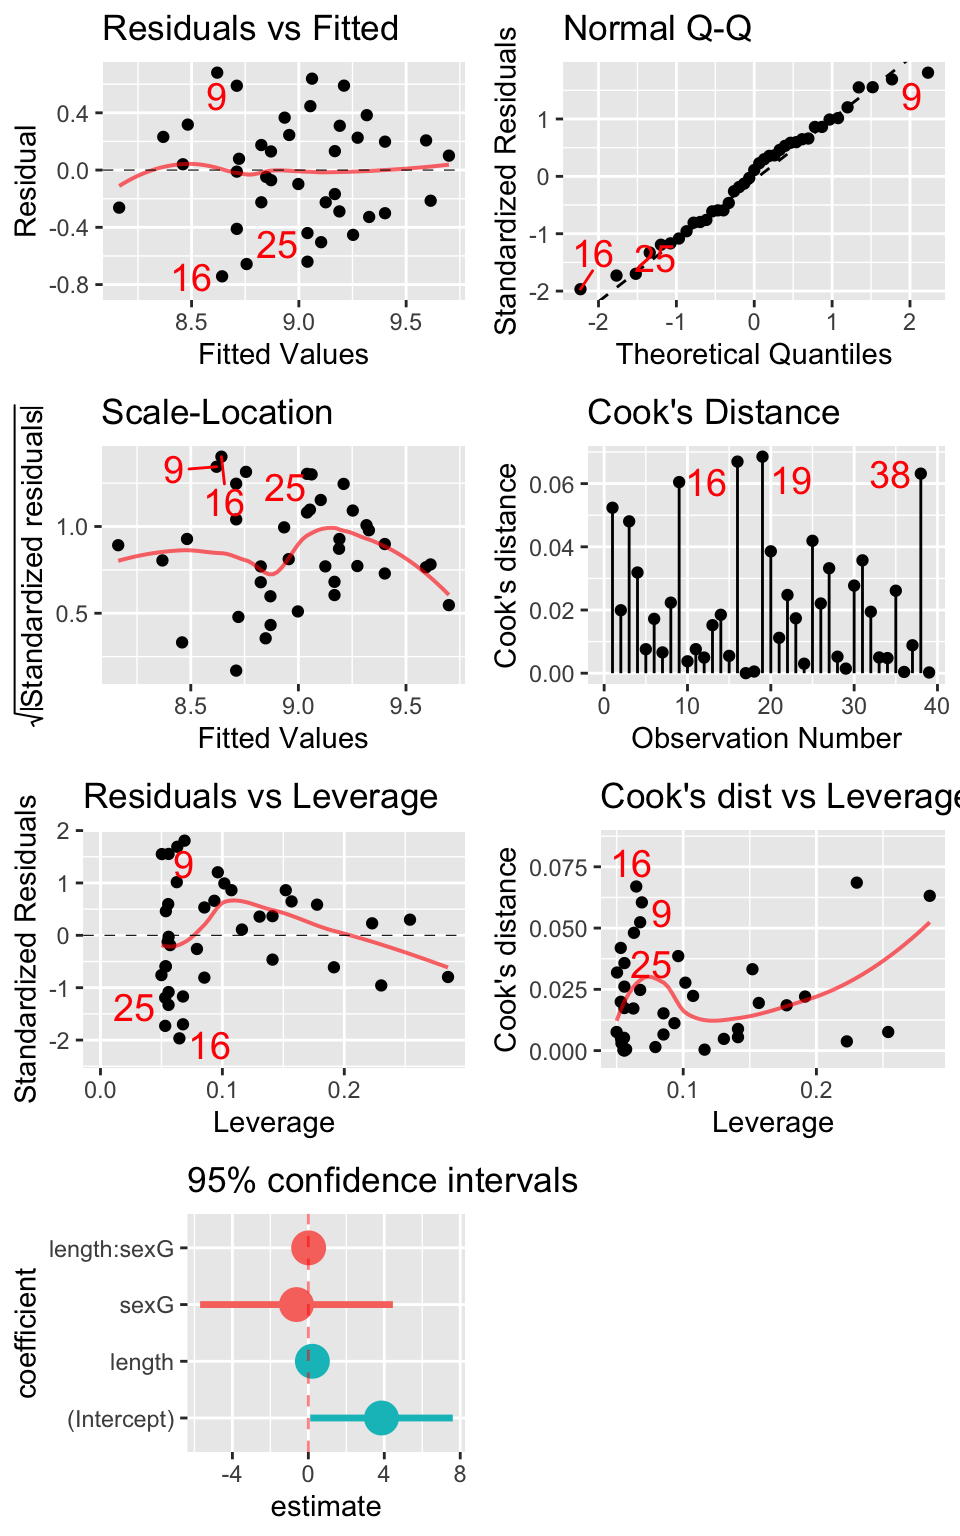 Residuals vs Fitted
Residual
0.4
0.0
-0.4
-0.8
9
25
16
8.5 9.0 9.5
Fitted Values
Normal Q-Q
Standardized Residuals
1
0
-1
-2
9
16
25
-2 -1 0 1 2
Theoretical Quantiles
Scale-Location
√|Standardized residuals|
1.0
0.5
9
16
25
8.5 9.0 9.5
Fitted Values
Cook's Distance
Cook's distance
0.06
0.04
0.02
0.00
16
19
38
0 10 20 30 40
Observation Number
Residuals vs Leverage
Standardized Residuals
2
1
0
-1
-2
9
25
16
0.0 0.1 0.2
Leverage
Cook's dist vs Leverage
Cook's distance
0.075
0.050
0.025
0.000
16
9
25
0.1 0.2
Leverage
95% confidence intervals
coefficient
length:sexG
sexG
length
(Intercept)
-4 0 4 8
estimate